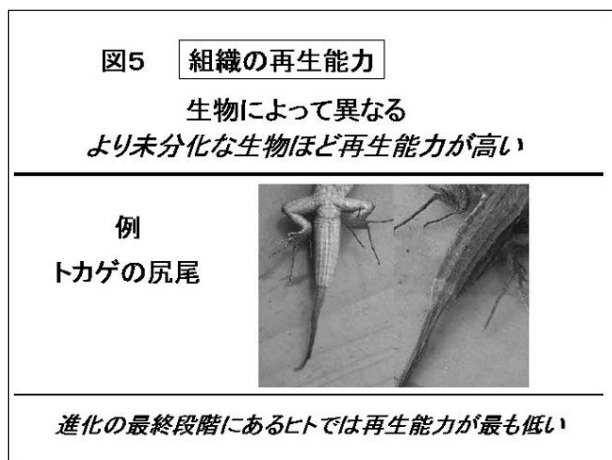 図5 組織の再生能力
生物によって異なる
より未分化な生物ほど再生能力が高い
例
トカゲの尻尾
進化の最終段階にあるヒトでは再生能力が最も低い